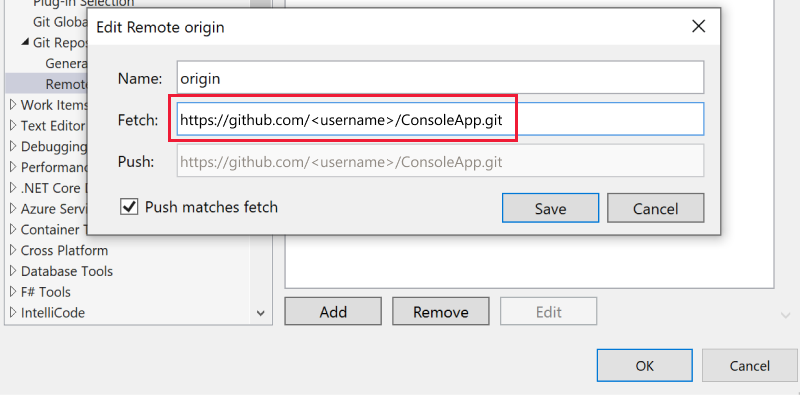 Plug-in Selection
Git Globa
Git Repos
Genera
Remote
Work Items
Text Editor
Debugging
Performanc
.NET Core D
Azure Servi
Container T
Cross Platform
Database Tools
F# Tools
IntelliCode
Edit Remote origin
Name: origin
Fetch: https://github.com/<username>/ConsoleApp.git
Push: https://github.com/<username>/ConsoleApp.git
Push matches fetch
Save Cancel
Add Remove Edit
OK Cancel